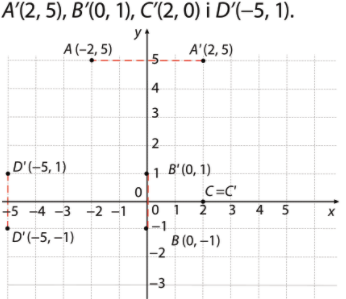 A′(2, 5), B′(0, 1), C′(2, 0) i D′(−5, 1).
y
A (−2, 5) A′(2, 5)
5
4
3
2
D′(−5, 1) 1 B′(0, 1)
0 C=C′
−5 −4 −3 −2 −1 0 1 2 3 4 5 x
−1
D′(−5, −1) B (0, −1)
−2
−3